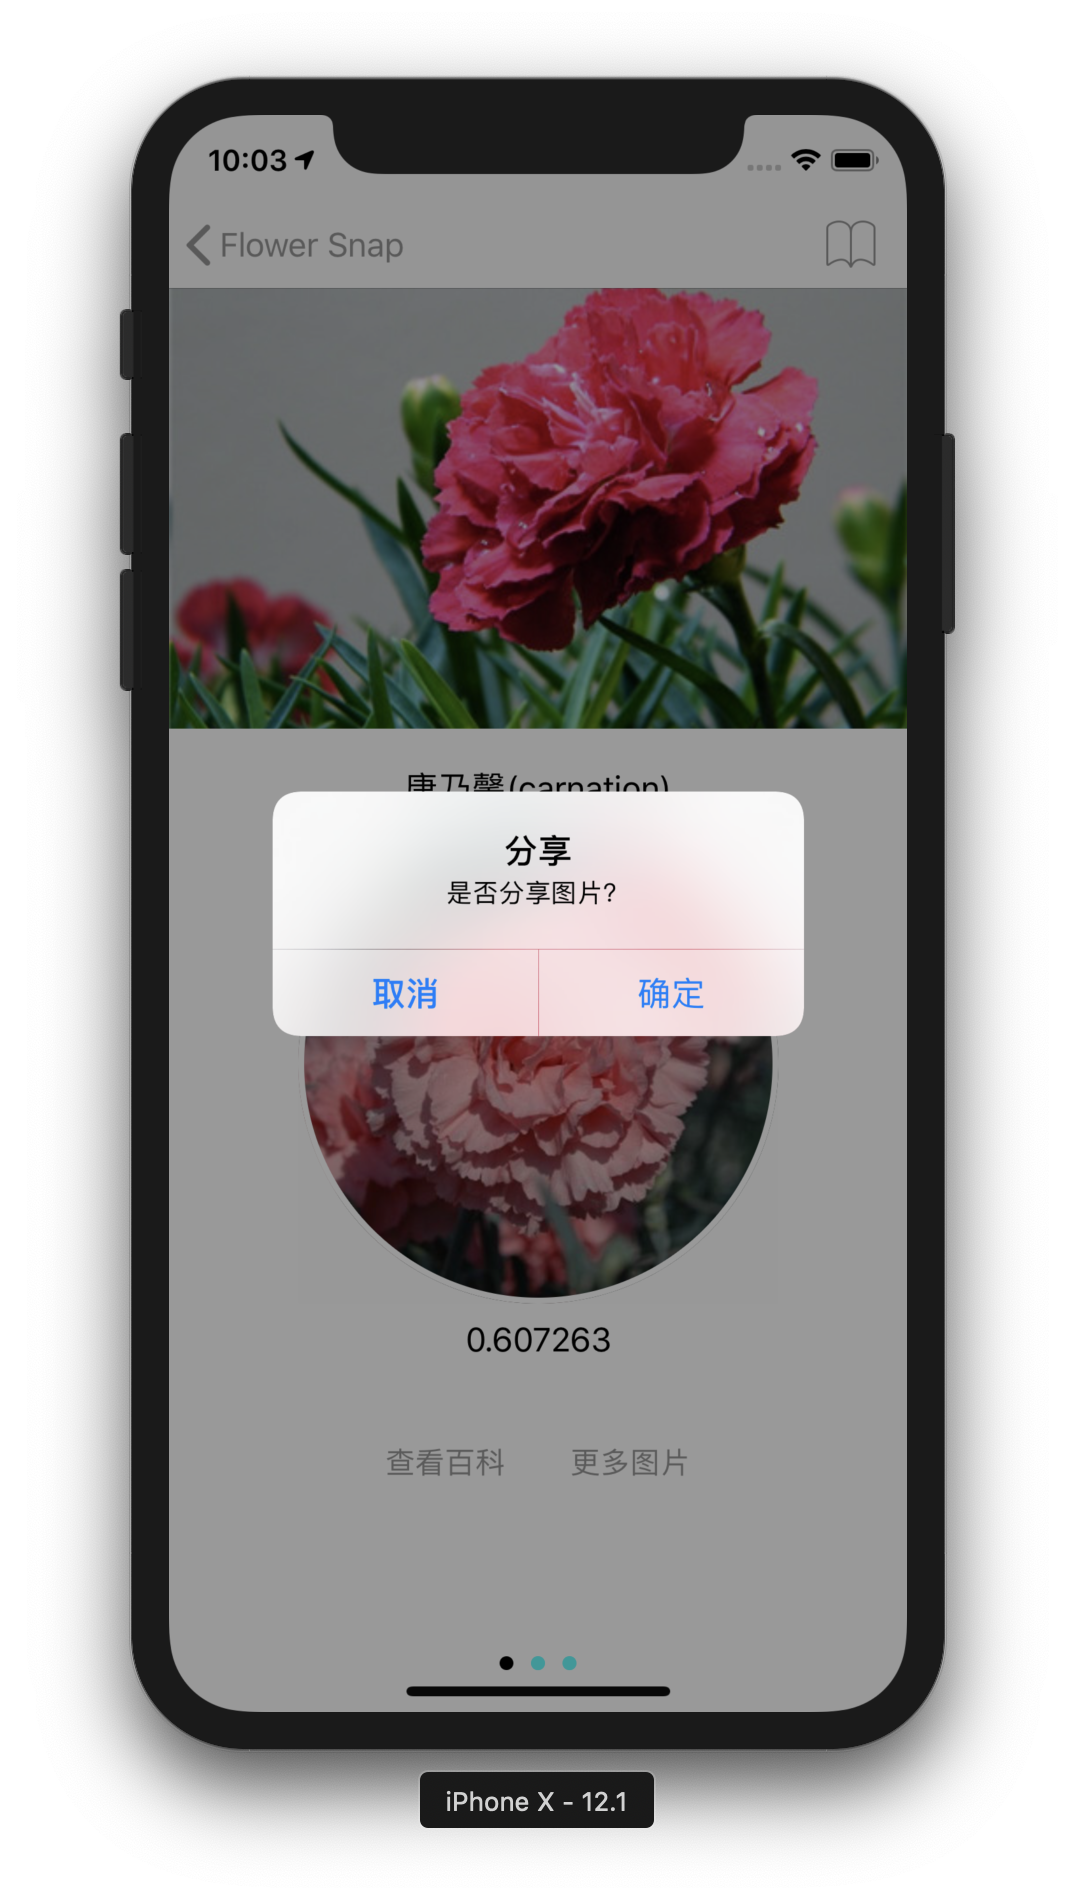 10:03
Flower Snap
康乃馨(carnation)
分享
是否分享图片?
取消 确定
0.607263
查看百科 更多图片
iPhone X - 12.1